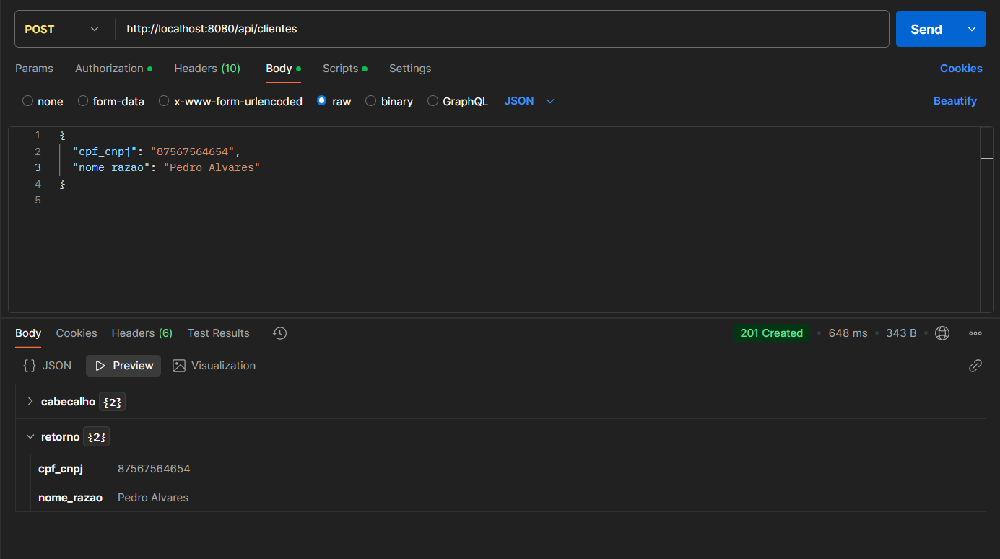 POST http://localhost:8080/api/clientes Send
Params Authorization Headers (10) Body Scripts Settings Cookies
none form-data x-www-form-urlencoded raw binary GraphQL JSON Beautify
1 {
2 "cpf_cnpj": "87567564654",
3 "nome_razao": "Pedro Alvares"
4 }
5
Body Cookies Headers (6) Test Results 201 Created 648 ms 343 B
{} JSON Preview Visualization
cabecalho {2}
retorno {2}
cpf_cnpj 87567564654
nome_razao Pedro Alvares